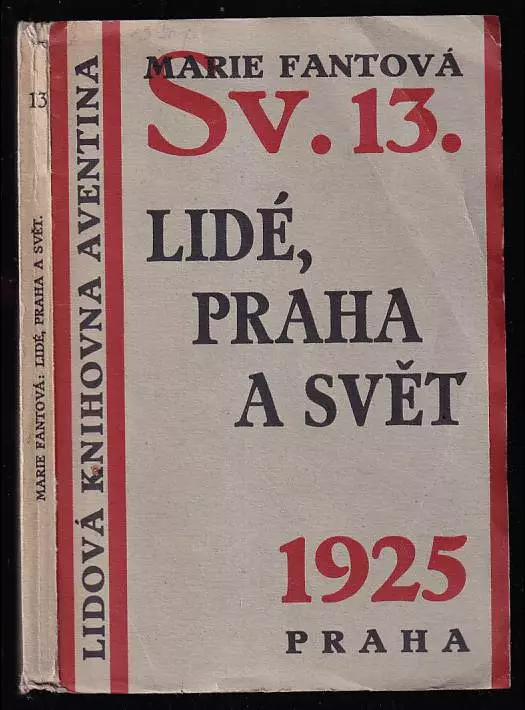 13
MARIE FANTOVÁ: LIDÉ, PRAHA A SVĚT.
LIDOVÁ KNIHOVNA AVENTINA
MARIE FANTOVÁ
SV. 13.
LIDÉ,
PRAHA
A SVĚT
1925
PRAHA